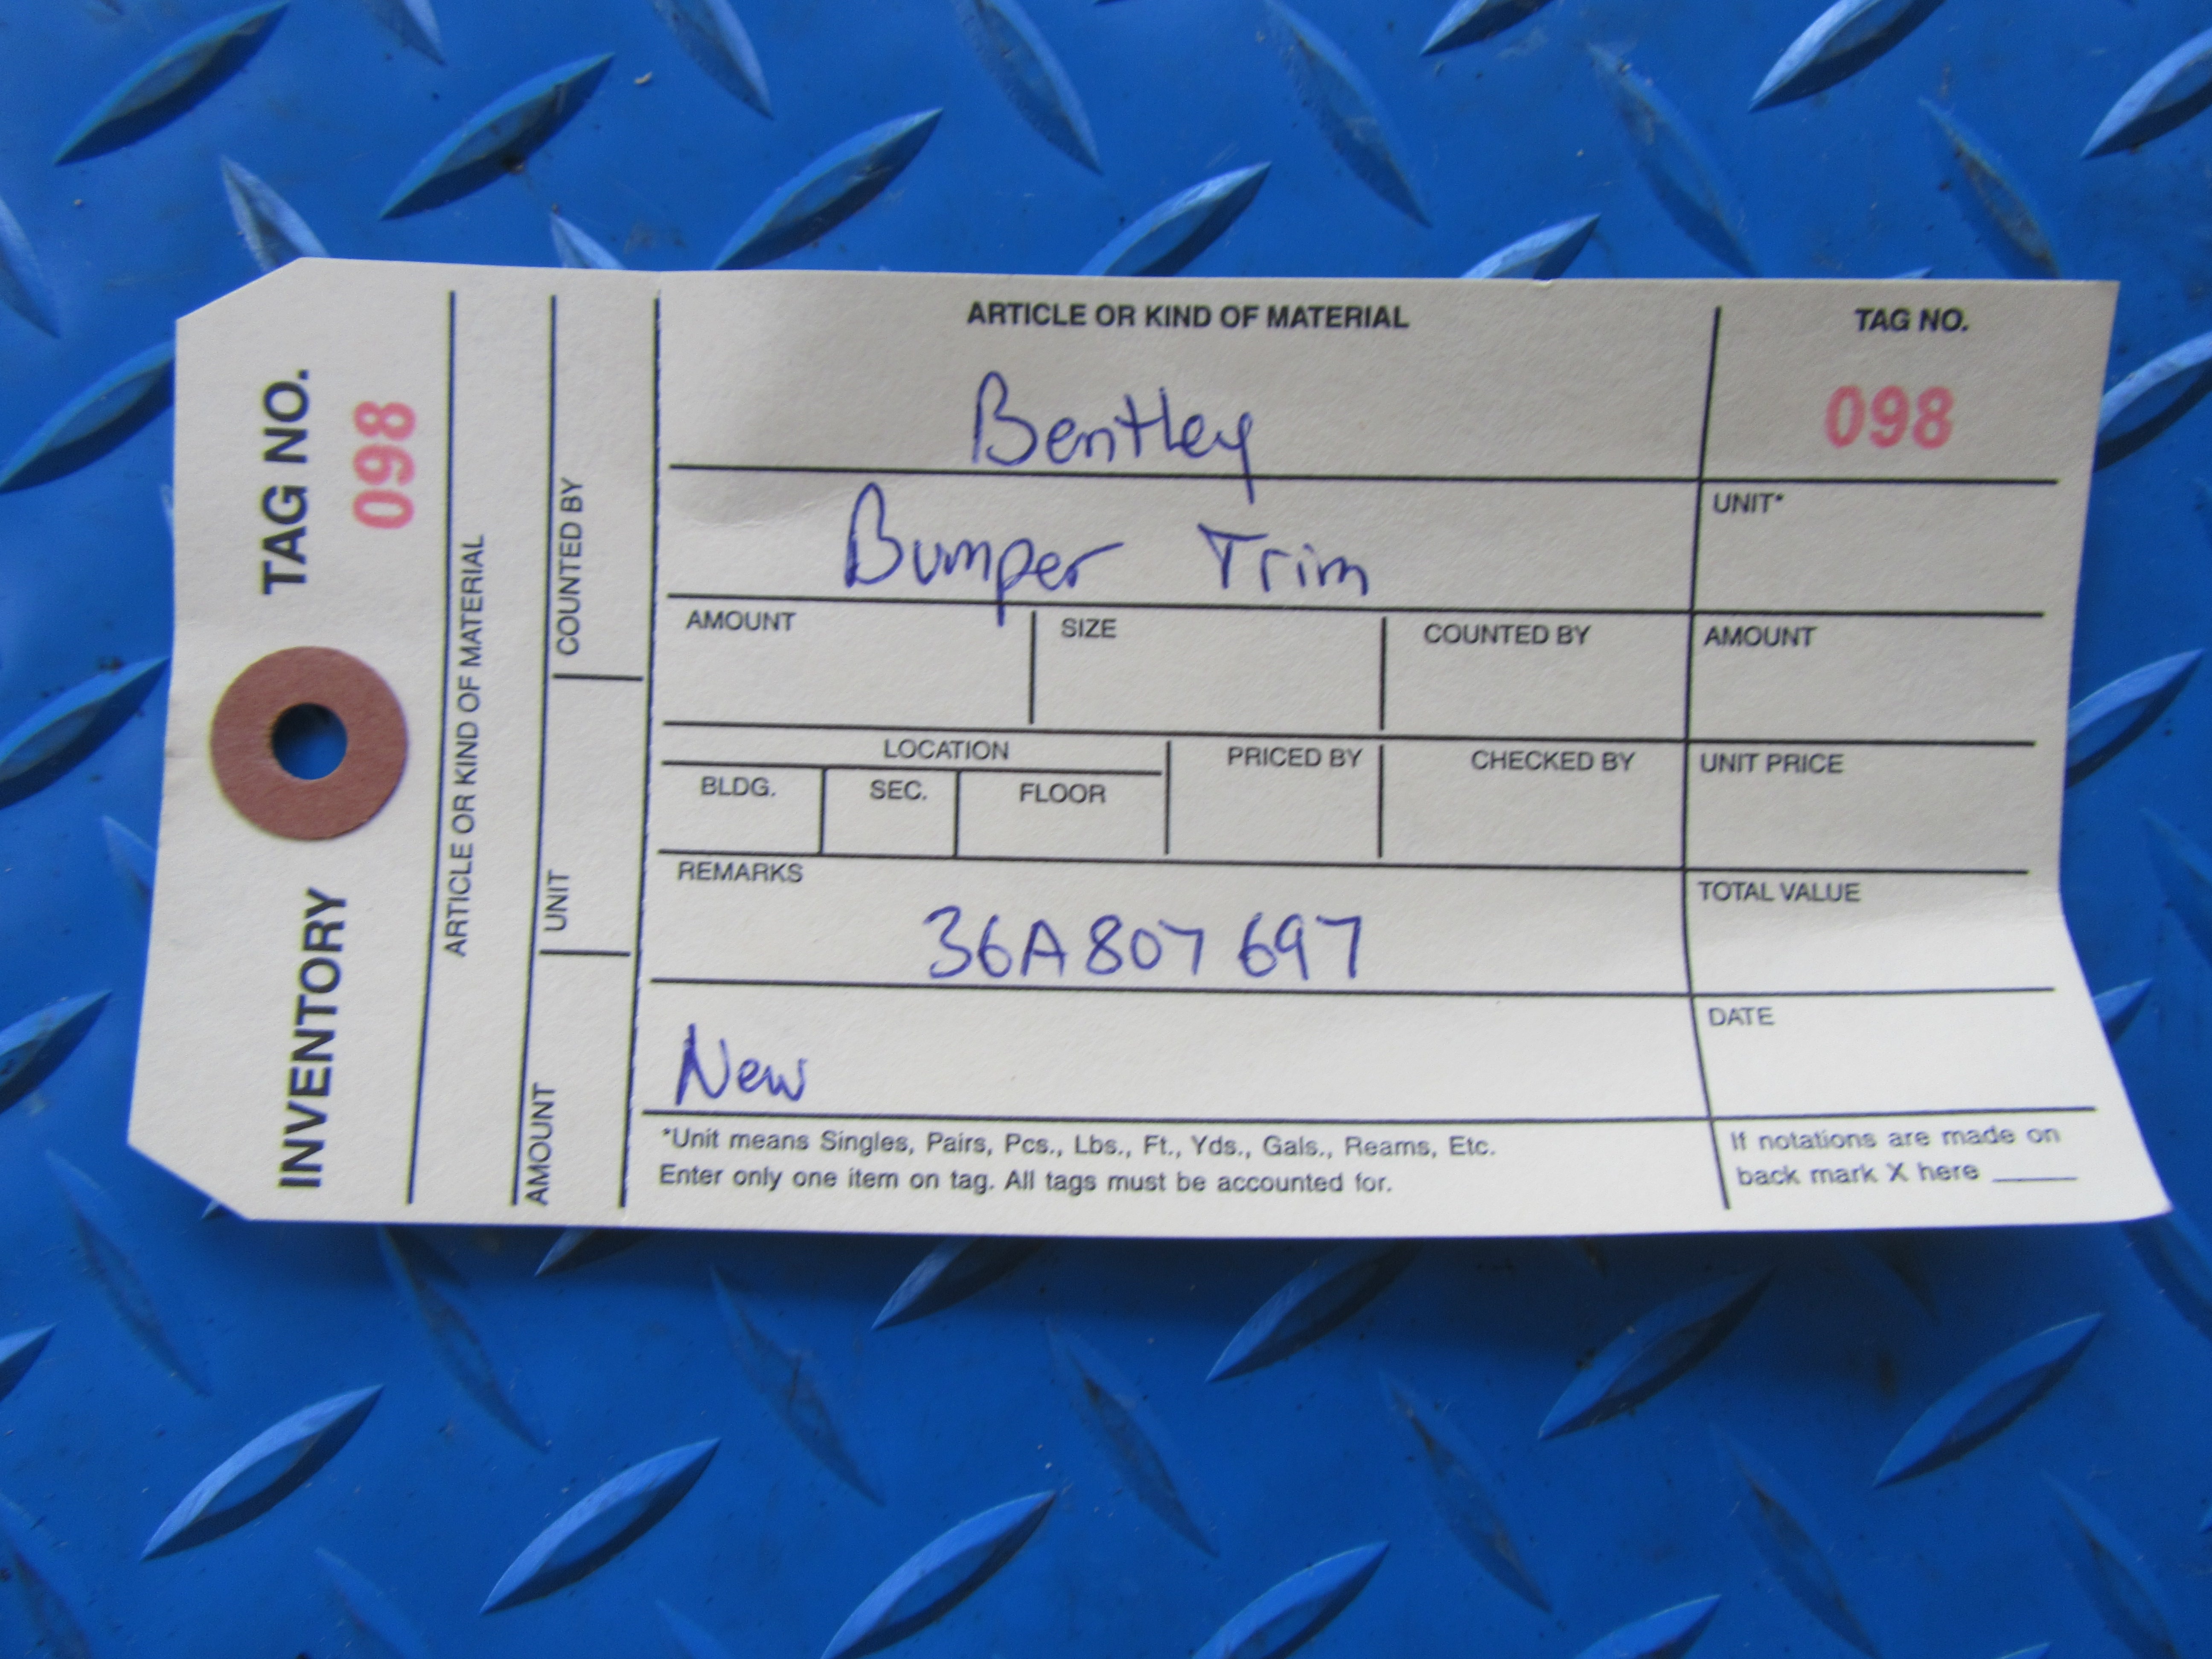 INVENTORY TAG NO.
098
ARTICLE OR KIND OF MATERIAL
AMOUNT UNIT COUNTED BY
ARTICLE OR KIND OF MATERIAL
Bentley
Bumper Trim
TAG NO.
098
UNIT*
AMOUNT SIZE COUNTED BY AMOUNT
LOCATION PRICED BY CHECKED BY UNIT PRICE
BLDG. SEC. FLOOR
REMARKS TOTAL VALUE
36A 807 697
DATE
New
*Unit means Singles, Pairs, Pcs., Lbs., Ft., Yds., Gals., Reams, Etc.
Enter only one item on tag. All tags must be accounted for.
If notations are made on
back mark X here ____